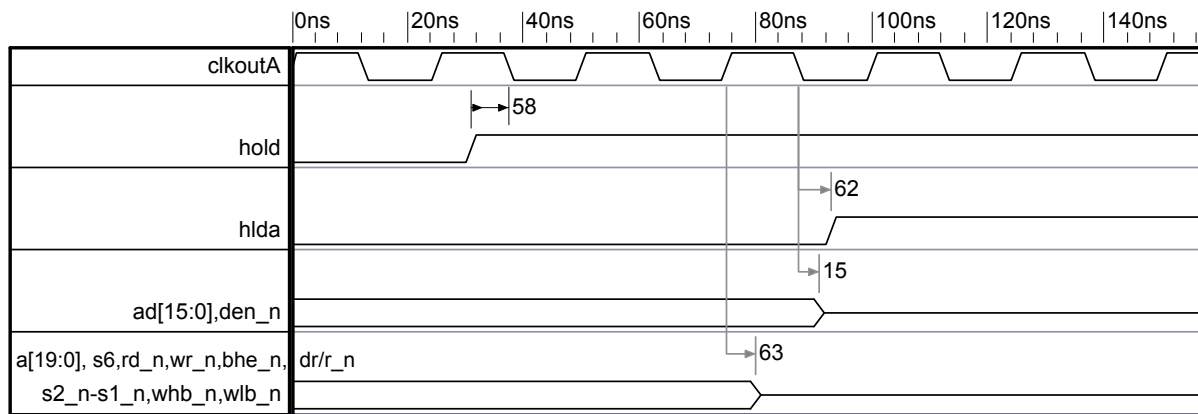 0ns 20ns 40ns 60ns 80ns 100ns 120ns 140ns
clkoutA
58
hold
62
hlda
15
ad[15:0],den_n
63
a[19:0], s6,rd_n,wr_n,bhe_n, dr/r_n
s2_n-s1_n,whb_n,wlb_n